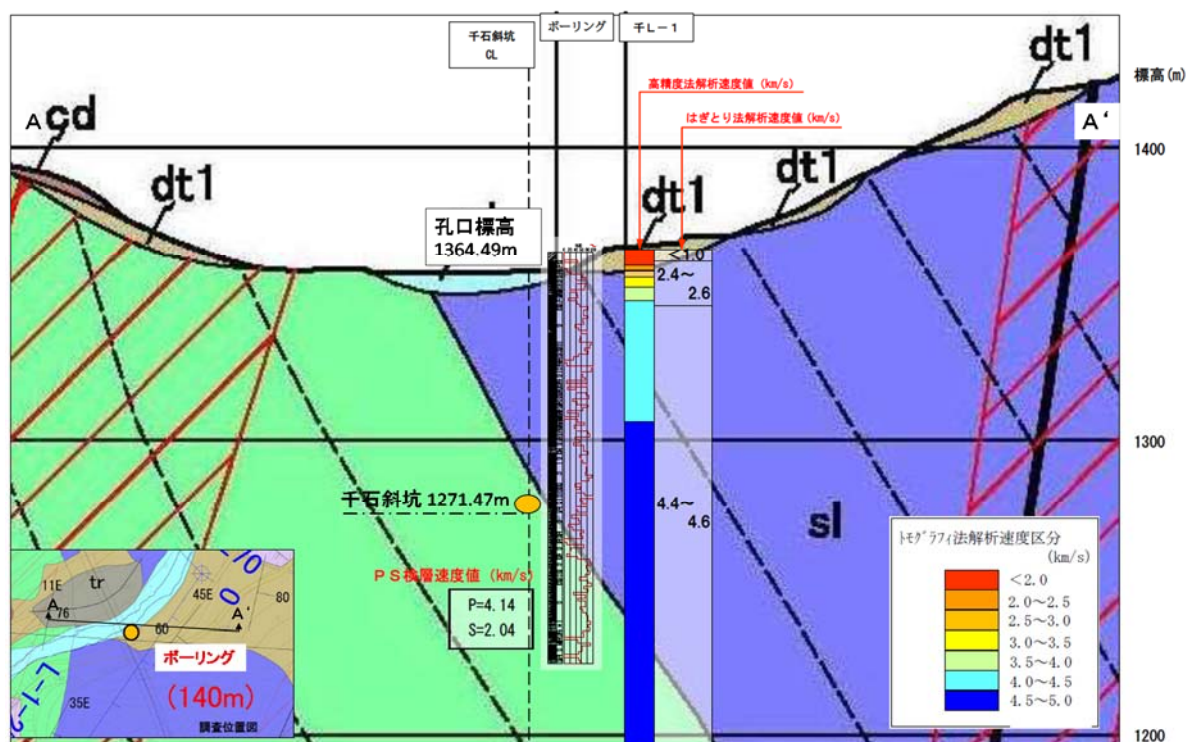 千石斜坑
CL
ボーリング
千L-1
標高(m)
高精度法解析速度値 (km/s)
はぎとり法解析速度値(km/s)
dt1
A cd
A'
1400
dt1
dt1
dt1
孔口標高
1364.49m
<1.0
2.4～
2.6
1300
千石斜坑 1271.47m
4.4～
4.6
sl
PS検層速度値 (km/s)
P=4.14
S=2.04
トモグラフィ法解析速度区分
(km/s)
<2.0
2.0～2.5
2.5～3.0
3.0～3.5
3.5～4.0
4.0～4.5
4.5～5.0
1200
tr
11E
45E
80
A
76
A'
60
ボーリング
(140m)
35E
L-1-2
調査位置図